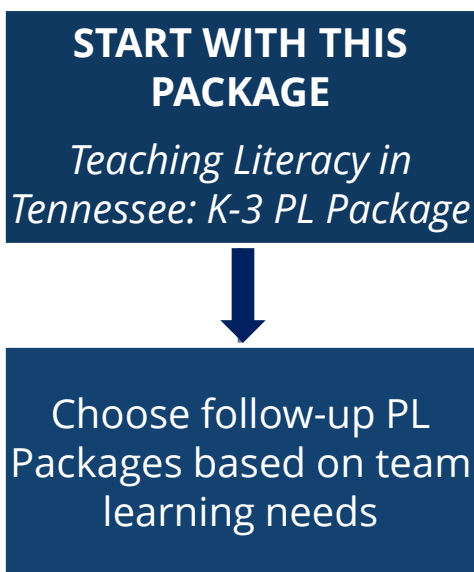 START WITH THIS
PACKAGE
Teaching Literacy in
Tennessee: K-3 PL Package
Choose follow-up PL
Packages based on team
learning needs